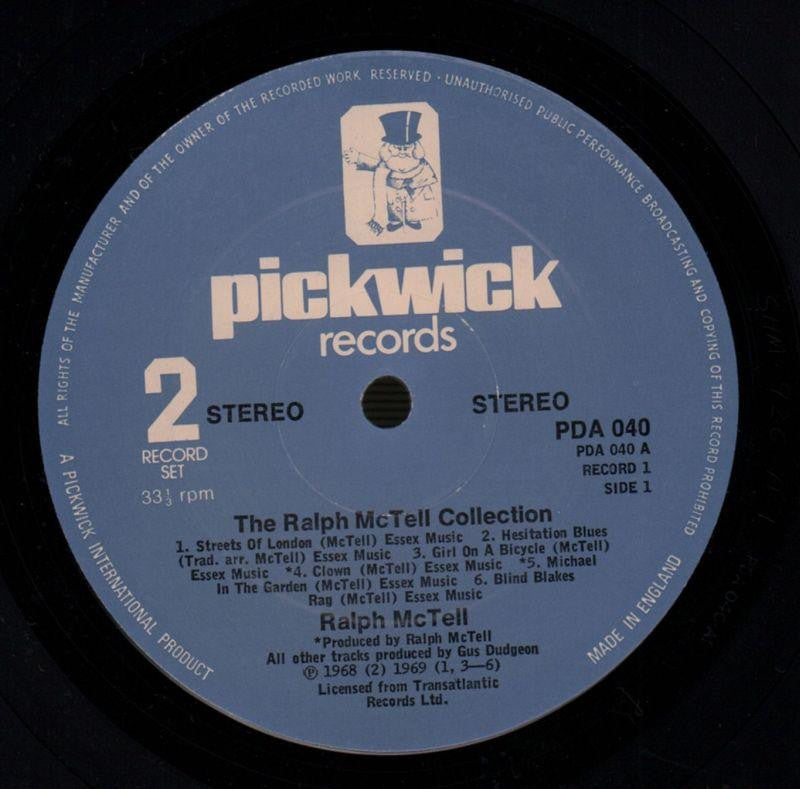 ALL RIGHTS OF THE MANUFACTURER AND OF THE OWNER OF THE RECORDED WORK RESERVED · UNAUTHORISED PUBLIC PERFORMANCE BROADCASTING AND COPYING OF THIS RECORD PROHIBITED
pickwick
records
2
RECORD
SET
33⅓ rpm
STEREO
STEREO
PDA 040
PDA 040 A
RECORD 1
SIDE 1
The Ralph McTell Collection
1. Streets Of London (McTell) Essex Music 2. Hesitation Blues
(Trad. arr. McTell) Essex Music 3. Girl On A Bicycle (McTell)
Essex Music *4. Clown (McTell) Essex Music *5. Michael
In The Garden (McTell) Essex Music 6. Blind Blakes
Rag (McTell) Essex Music
Ralph McTell
*Produced by Ralph McTell
All other tracks produced by Gus Dudgeon
℗ 1968 (2) 1969 (1, 3—6)
Licensed from Transatlantic
Records Ltd.
A PICKWICK INTERNATIONAL PRODUCT
MADE IN ENGLAND